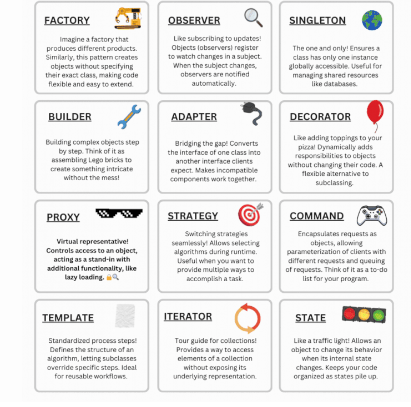 FACTORY
Imagine a factory that
produces different products.
Similarly, this pattern creates
objects without specifying
their exact class, making code
flexible and easy to extend.
OBSERVER
Like subscribing to updates!
Objects (observers) register
to watch changes in a subject.
When the subject changes,
observers are notified
automatically.
SINGLETON
The one and only! Ensures a
class has only one instance
globally accessible. Useful for
managing shared resources
like databases.
BUILDER
Building complex objects step
by step. Think of it as
assembling Lego bricks to
create something intricate
without the mess!
ADAPTER
Bridging the gap! Converts
the interface of one class into
another interface clients
expect. Makes incompatible
components work together.
DECORATOR
Like adding toppings to your
pizza! Dynamically adds
responsibilities to objects
without changing their code. A
flexible alternative to
subclassing.
PROXY
Virtual representative!
Controls access to an object,
acting as a stand-in with
additional functionality, like
lazy loading.
STRATEGY
Switching strategies
seamlessly! Allows selecting
algorithms during runtime.
Useful when you want to
provide multiple ways to
accomplish a task.
COMMAND
Encapsulates requests as
objects, allowing
parameterization of clients with
different requests and queuing
of requests. Think of it as a to-do
list for your program.
TEMPLATE
Standardized process steps!
Defines the structure of an
algorithm, letting subclasses
override specific steps. Ideal
for reusable workflows.
ITERATOR
Tour guide for collections!
Provides a way to access
elements of a collection
without exposing its
underlying representation.
STATE
Like a traffic light! Allows an
object to change its behavior
when its internal state
changes. Keeps your code
organized as states pile up.